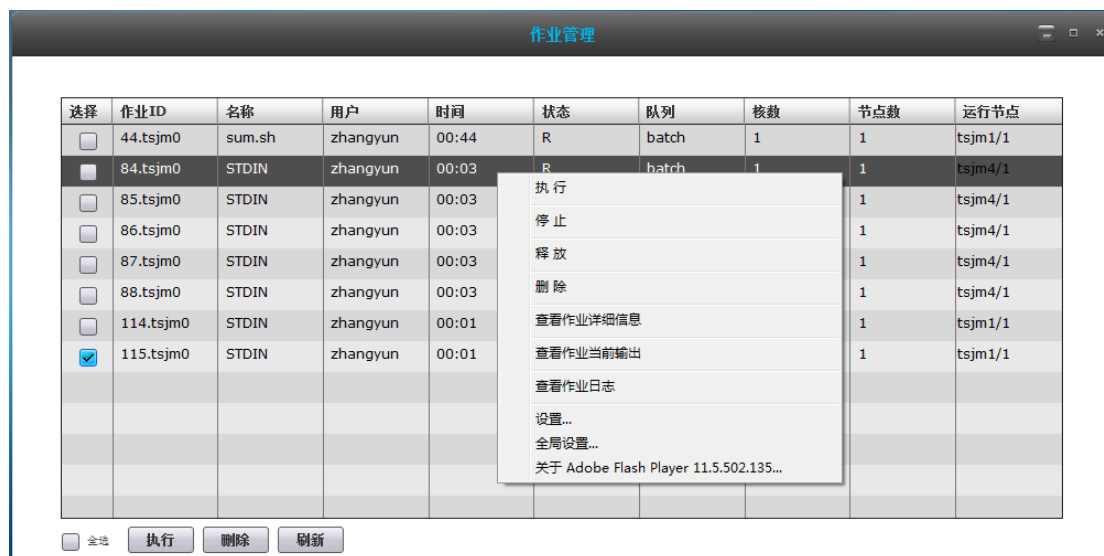 作业管理
选择 作业ID 名称 用户 时间 状态 队列 核数 节点数 运行节点
44.tsjm0 sum.sh zhangyun 00:44 R batch 1 1 tsjm1/1
84.tsjm0 STDIN zhangyun 00:03 R batch 1 1 tsjm4/1
执 行
85.tsjm0 STDIN zhangyun 00:03 1 tsjm4/1
停 止
86.tsjm0 STDIN zhangyun 00:03 1 tsjm4/1
释 放
87.tsjm0 STDIN zhangyun 00:03 1 tsjm4/1
删 除
88.tsjm0 STDIN zhangyun 00:03 1 tsjm4/1
查看作业详细信息
114.tsjm0 STDIN zhangyun 00:01 1 tsjm1/1
查看作业当前输出
115.tsjm0 STDIN zhangyun 00:01 1 tsjm1/1
查看作业日志
设置...
全局设置...
关于 Adobe Flash Player 11.5.502.135...
全选 执行 删除 刷新